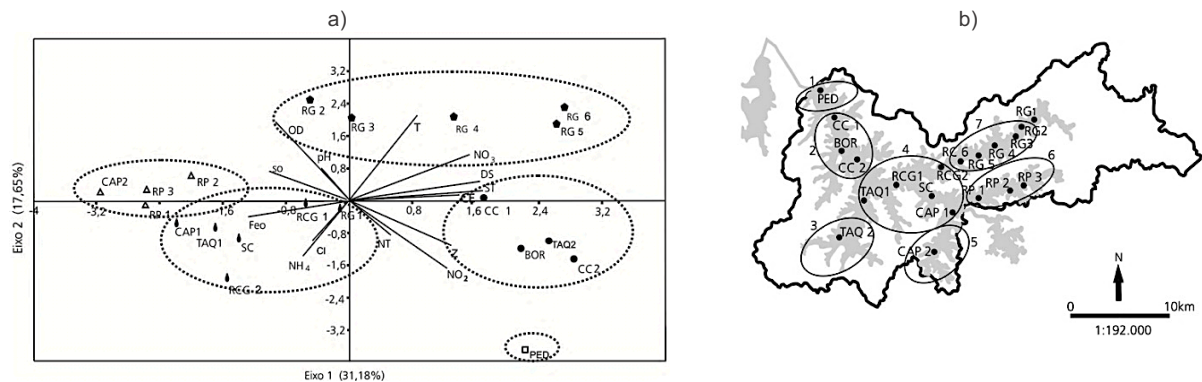 a)
b)
Eixo 2 (17,65%)
3,2
2,4
1,6
0,8
-0,8
-1,6
-2,4
-3,2
-4
-3,2
-1,6
-0,8
0,8
2,4
3,2
Eixo 1 (31,18%)
RG 2
RG 3
RG 4
RG 6
RG 5
OD
T
pH
so
NO3
DS
ST
CE
CC 1
CAP2
RP 3
RP 2
RP 1
CAP1
TAQ1
SC
RCG 1
RG 1
RCG 2
Feo
Cl
NH4
NT
Z
NO2
BOR
TAQ2
CC2
PED
1
PED
CC 1
BOR
2
CC 2
3
TAQ 2
TAQ1
4
RCG1
RCG2
SC
CAP 1
5
CAP 2
RC 6
RG 5
RG 4
RG3
RG2
RG1
7
6
RP 1
RP 2
RP 3
N
0
10km
1:192.000